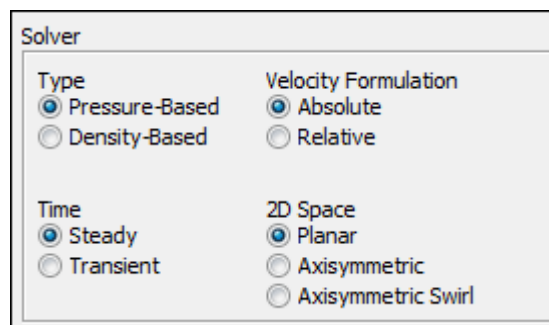 Solver
Type
Pressure-Based
Density-Based
Velocity Formulation
Absolute
Relative
Time
Steady
Transient
2D Space
Planar
Axisymmetric
Axisymmetric Swirl